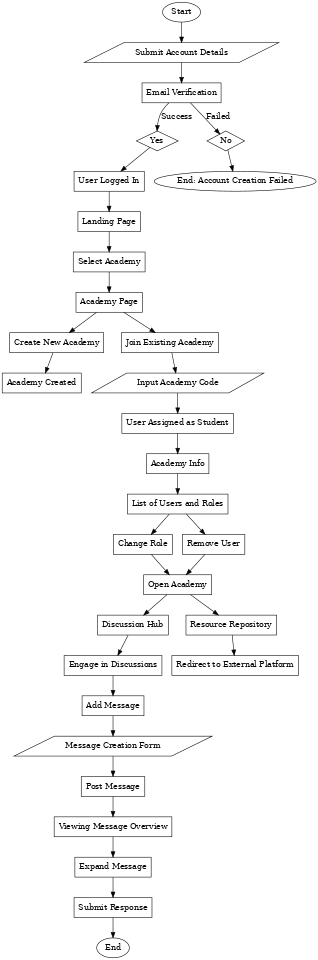 Start
Submit Account Details
Email Verification
Success
Failed
Yes
No
User Logged In
End: Account Creation Failed
Landing Page
Select Academy
Academy Page
Create New Academy
Join Existing Academy
Academy Created
Input Academy Code
User Assigned as Student
Academy Info
List of Users and Roles
Change Role
Remove User
Open Academy
Discussion Hub
Resource Repository
Engage in Discussions
Redirect to External Platform
Add Message
Message Creation Form
Post Message
Viewing Message Overview
Expand Message
Submit Response
End